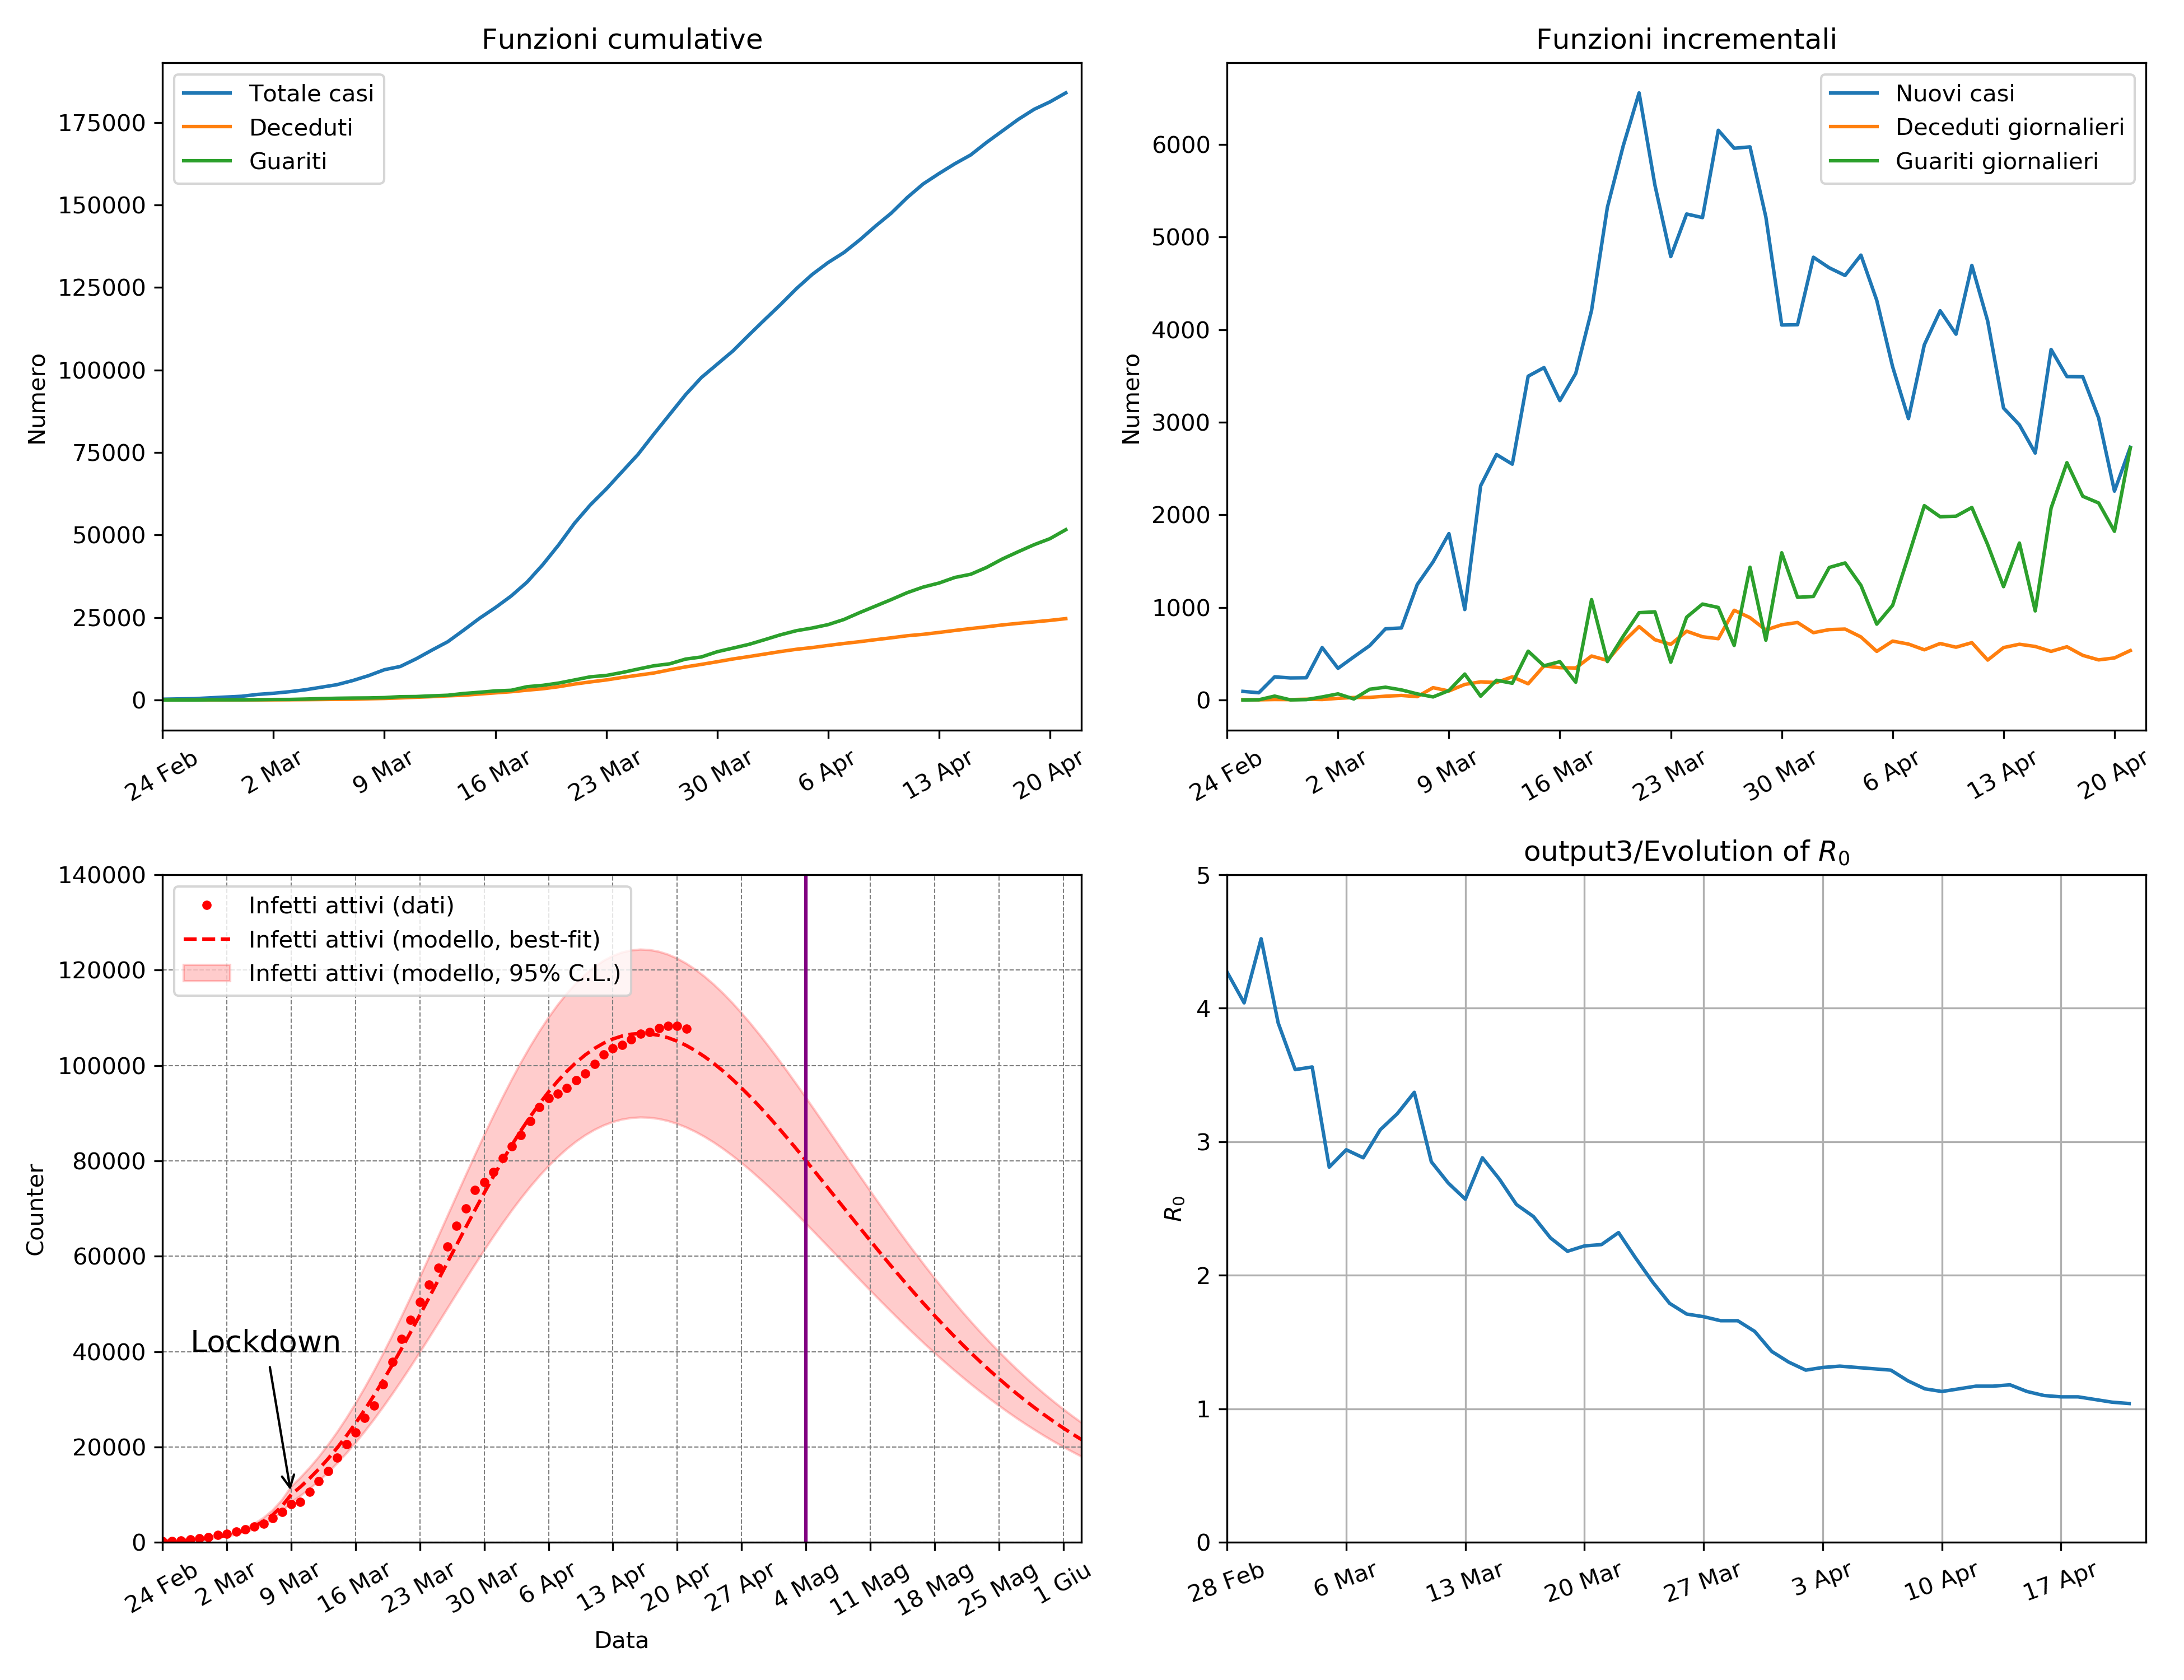 Funzioni cumulative
Numero
175000
150000
125000
100000
75000
50000
25000
0
Totale casi
Deceduti
Guariti
24 Feb 2 Mar 9 Mar 16 Mar 23 Mar 30 Mar 6 Apr 13 Apr 20 Apr
Funzioni incrementali
Numero
6000
5000
4000
3000
2000
1000
0
Nuovi casi
Deceduti giornalieri
Guariti giornalieri
24 Feb 2 Mar 9 Mar 16 Mar 23 Mar 30 Mar 6 Apr 13 Apr 20 Apr
Counter
140000
120000
100000
80000
60000
40000
20000
0
Infetti attivi (dati)
Infetti attivi (modello, best-fit)
Infetti attivi (modello, 95% C.L.)
Lockdown
24 Feb 2 Mar 9 Mar 16 Mar 23 Mar 30 Mar 6 Apr 13 Apr 20 Apr 27 Apr 4 Mag 11 Mag 18 Mag 25 Mag 1 Giu
Data
output3/Evolution of R₀
R₀
5
4
3
2
1
0
28 Feb 6 Mar 13 Mar 20 Mar 27 Mar 3 Apr 10 Apr 17 Apr